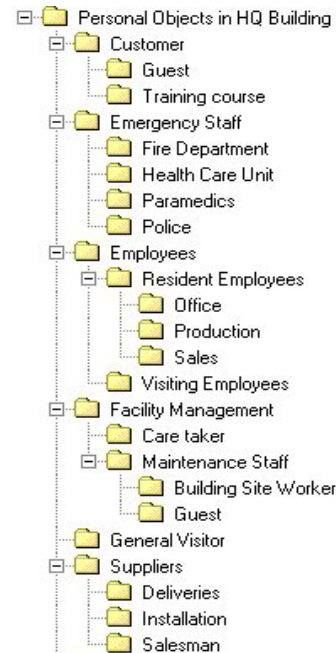 Personal Objects in HQ Building
Customer
Guest
Training course
Emergency Staff
Fire Department
Health Care Unit
Paramedics
Police
Employees
Resident Employees
Office
Production
Sales
Visiting Employees
Facility Management
Care taker
Maintenance Staff
Building Site Worker
Guest
General Visitor
Suppliers
Deliveries
Installation
Salesman